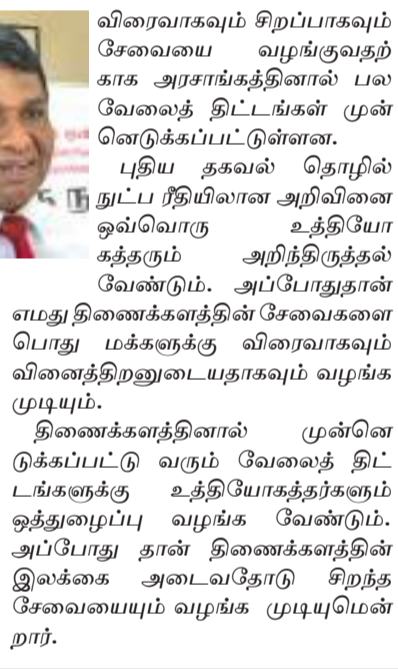 விரைவாகவும் சிறப்பாகவும்
சேவையை வழங்குவதற்
காக அரசாங்கத்தினால் பல
வேலைத் திட்டங்கள் முன்
னெடுக்கப்பட்டுள்ளன.
புதிய தகவல் தொழில்
நுட்ப ரீதியிலான அறிவினை
ஒவ்வொரு உத்தியோ
கத்தரும் அறிந்திருத்தல்
வேண்டும். அப்போதுதான்
எமது திணைக்களத்தின் சேவைகளை
பொது மக்களுக்கு விரைவாகவும்
வினைத்திறனுடையதாகவும் வழங்க
முடியும்.
திணைக்களத்தினால் முன்னெ
டுக்கப்பட்டு வரும் வேலைத் திட்
டங்களுக்கு உத்தியோகத்தர்களும்
ஒத்துழைப்பு வழங்க வேண்டும்.
அப்போது தான் திணைக்களத்தின்
இலக்கை அடைவதோடு சிறந்த
சேவையையும் வழங்க முடியுமென்
றார்.